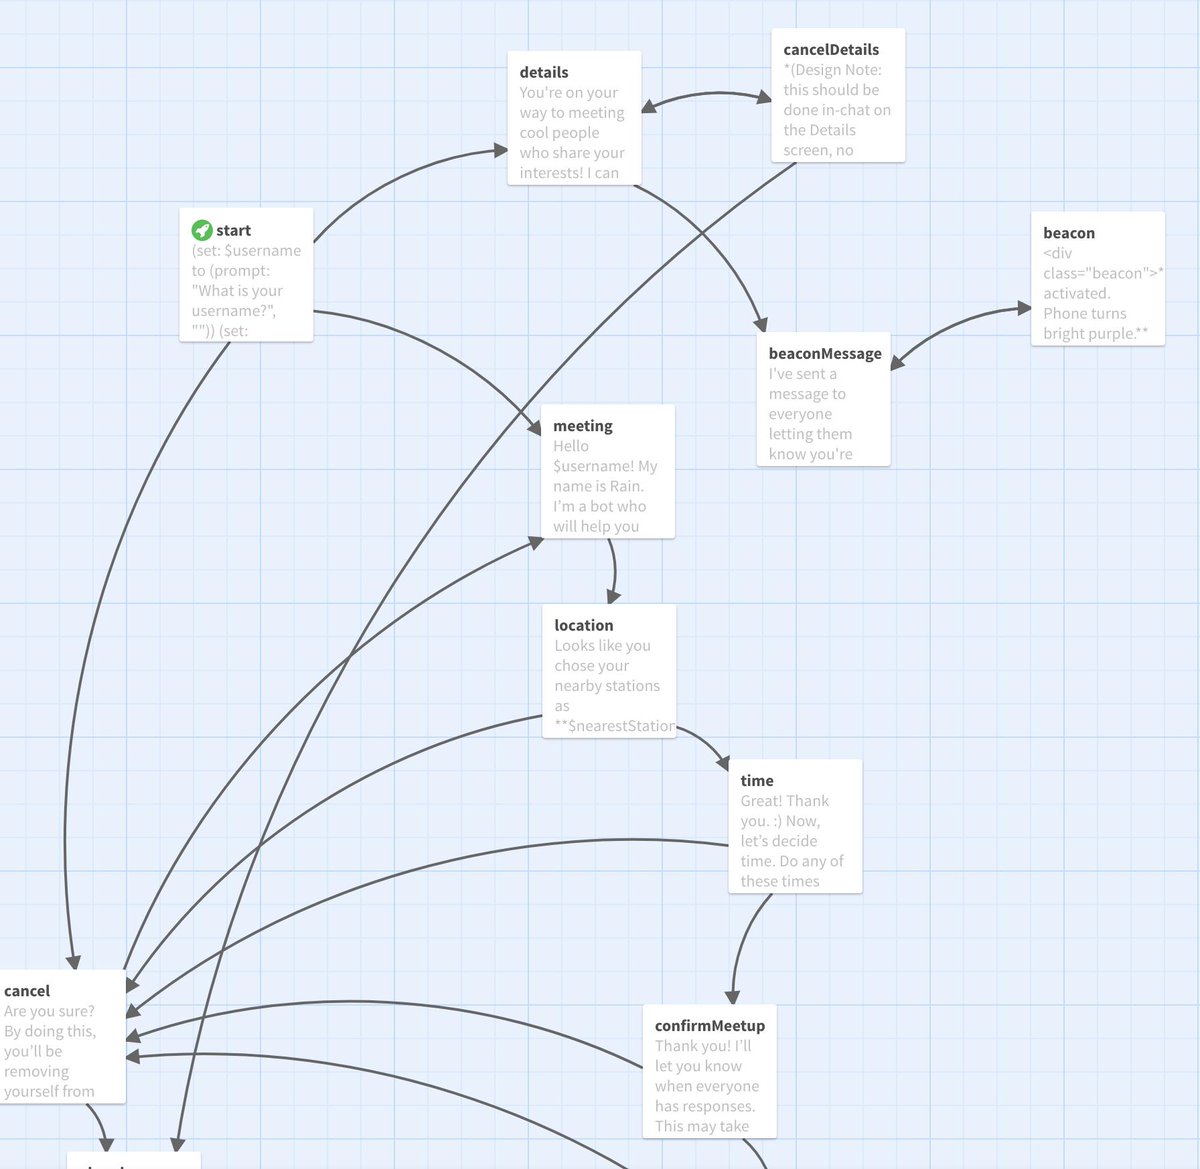 cancelDetails
*(Design Note:
this should be
done in-chat on
the Details
screen, no
details
You're on your
way to meeting
cool people
who share your
interests! I can
start
(set: $username
to (prompt:
"What is your
username?",
"")) (set:
beacon
<div
class="beacon">*
activated.
Phone turns
bright purple.**
beaconMessage
I've sent a
message to
everyone
letting them
know you're
meeting
Hello
$username! My
name is Rain.
I'm a bot who
will help you
location
Looks like you
chose your
nearby stations
as
**$nearestStation
time
Great! Thank
you. :) Now,
let's decide
time. Do any of
these times
cancel
Are you sure?
By doing this,
you'll be
removing
yourself from
confirmMeetup
Thank you! I'll
let you know
when everyone
has responses.
This may take